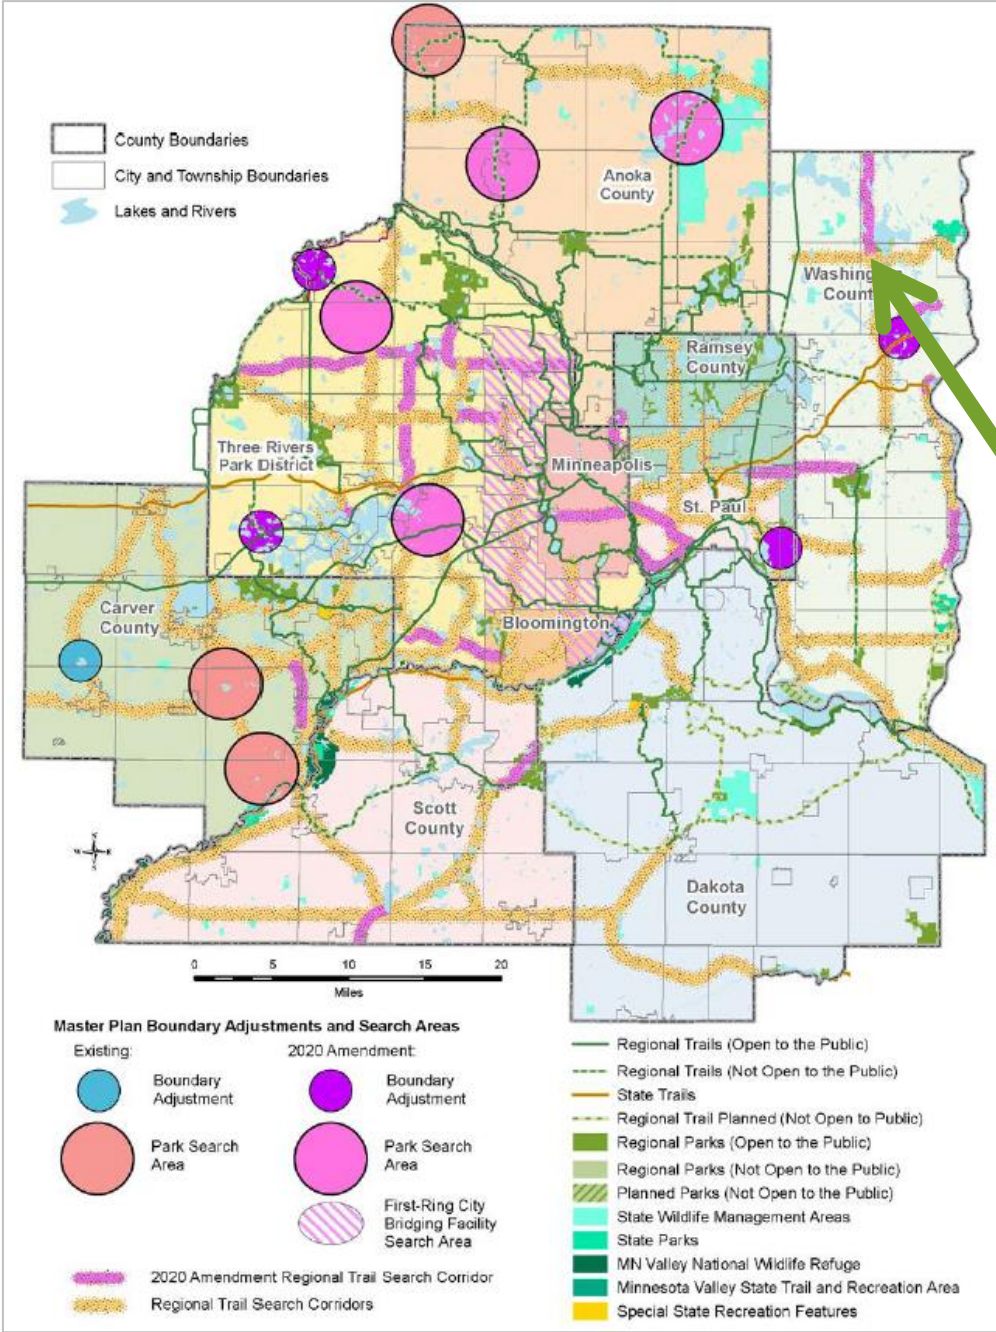 County Boundaries
City and Township Boundaries
Lakes and Rivers
Anoka
County
Washing
Count
Ramsey
County
Three Rivers
Park District
Minneapolis
St. Paul
Carver
County
Bloomington
Scott
County
Dakota
County
N
W E
S
0 5 10 15 20
Miles
Master Plan Boundary Adjustments and Search Areas
Existing:
Boundary
Adjustment
Park Search
Area
2020 Amendment:
Boundary
Adjustment
Park Search
Area
First-Ring City
Bridging Facility
Search Area
2020 Amendment Regional Trail Search Corridor
Regional Trail Search Corridors
Regional Trails (Open to the Public)
Regional Trails (Not Open to the Public)
State Trails
Regional Trail Planned (Not Open to Public)
Regional Parks (Open to the Public)
Regional Parks (Not Open to the Public)
Planned Parks (Not Open to the Public)
State Wildlife Management Areas
State Parks
MN Valley National Wildlife Refuge
Minnesota Valley State Trail and Recreation Area
Special State Recreation Features